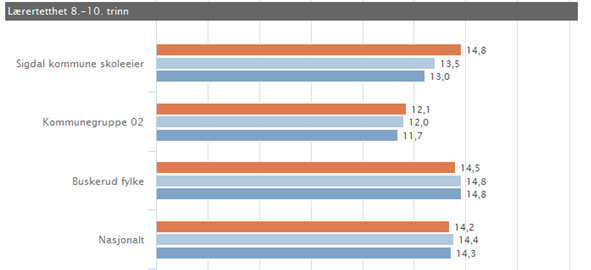 Lærertetthet 8.-10. trinn
14,8
Sigdal kommune skoleeier
13,5
13,0
12,1
Kommunegruppe 02
12,0
11,7
14,5
Buskerud fylke
14,8
14,8
14,2
Nasjonalt
14,4
14,3